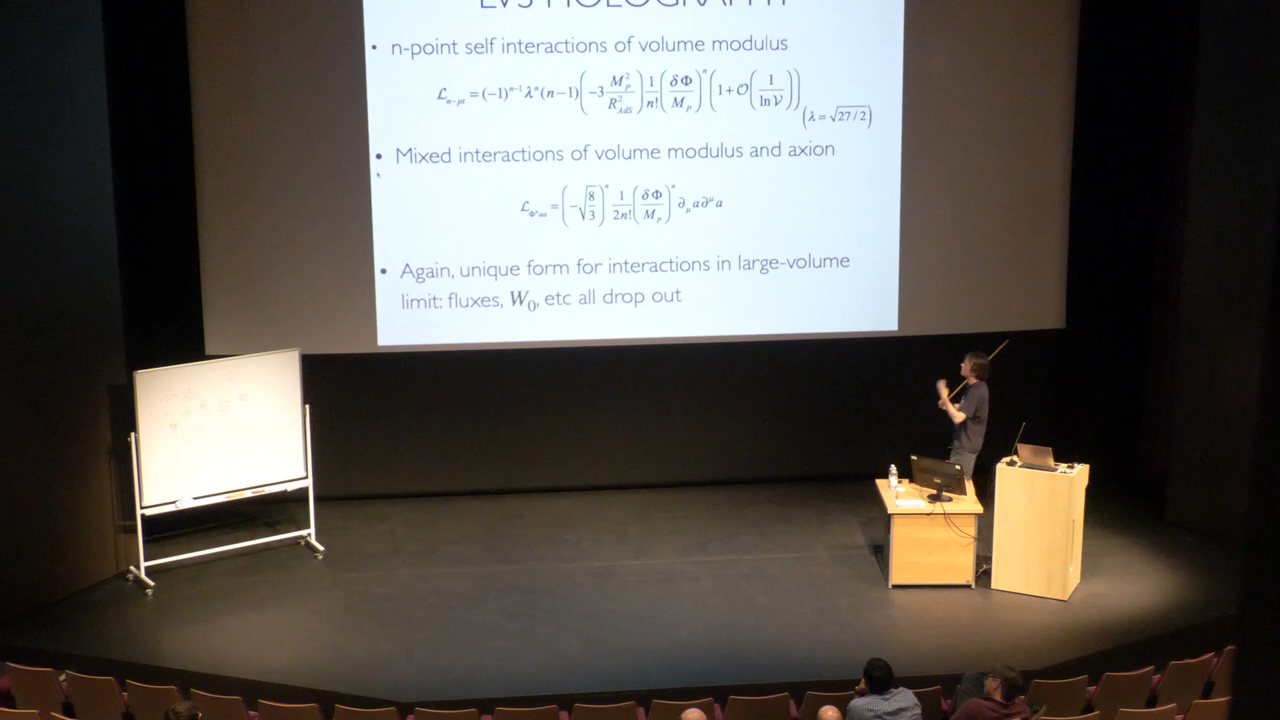 LVS HOLOGRAPHY
• n-point self interactions of volume modulus
ℒ_{n-pt} = (-1)^{n-1} λ^n (n-1) (-3 M_P^2 / R_{AdS}^2) 1/n! (δΦ / M_P)^n (1 + 𝒪(1 / ln 𝒱)) (λ = √27/2)
• Mixed interactions of volume modulus and axion
ℒ_{Φ^n aa} = (-√(8/3))^n 1/2n! (δΦ / M_P)^n ∂_μ a ∂^μ a
• Again, unique form for interactions in large-volume
limit: fluxes, W_0, etc all drop out